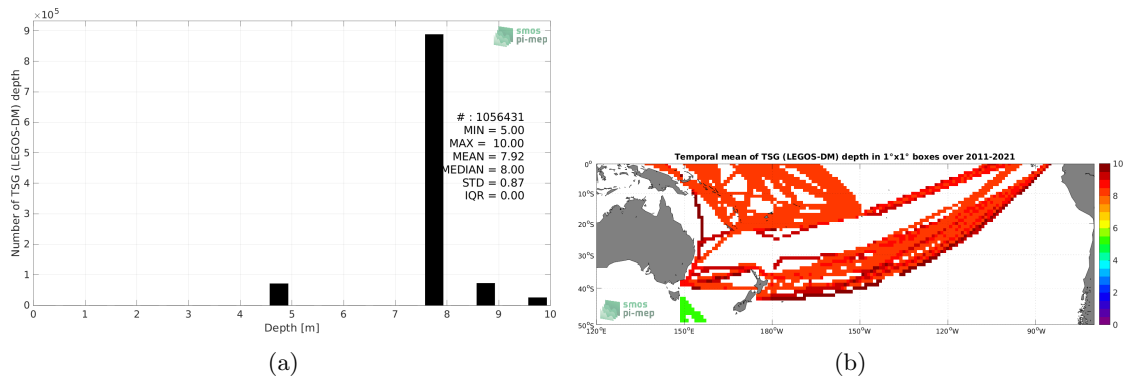 ×10⁵
9
8
7
6
5
4
3
2
1
0
Number of TSG (LEGOS-DM) depth
smos
pi-mep
# : 1056431
MIN = 5.00
MAX = 10.00
MEAN = 7.92
MEDIAN = 8.00
STD = 0.87
IQR = 0.00
0 1 2 3 4 5 6 7 8 9 10
Depth [m]
(a)
Temporal mean of TSG (LEGOS-DM) depth in 1°x1° boxes over 2011-2021
0°
10°S
20°S
30°S
40°S
50°S
120°E 150°E 180°W 150°W 120°W 90°W
10
8
6
4
2
0
smos
pi-mep
(b)